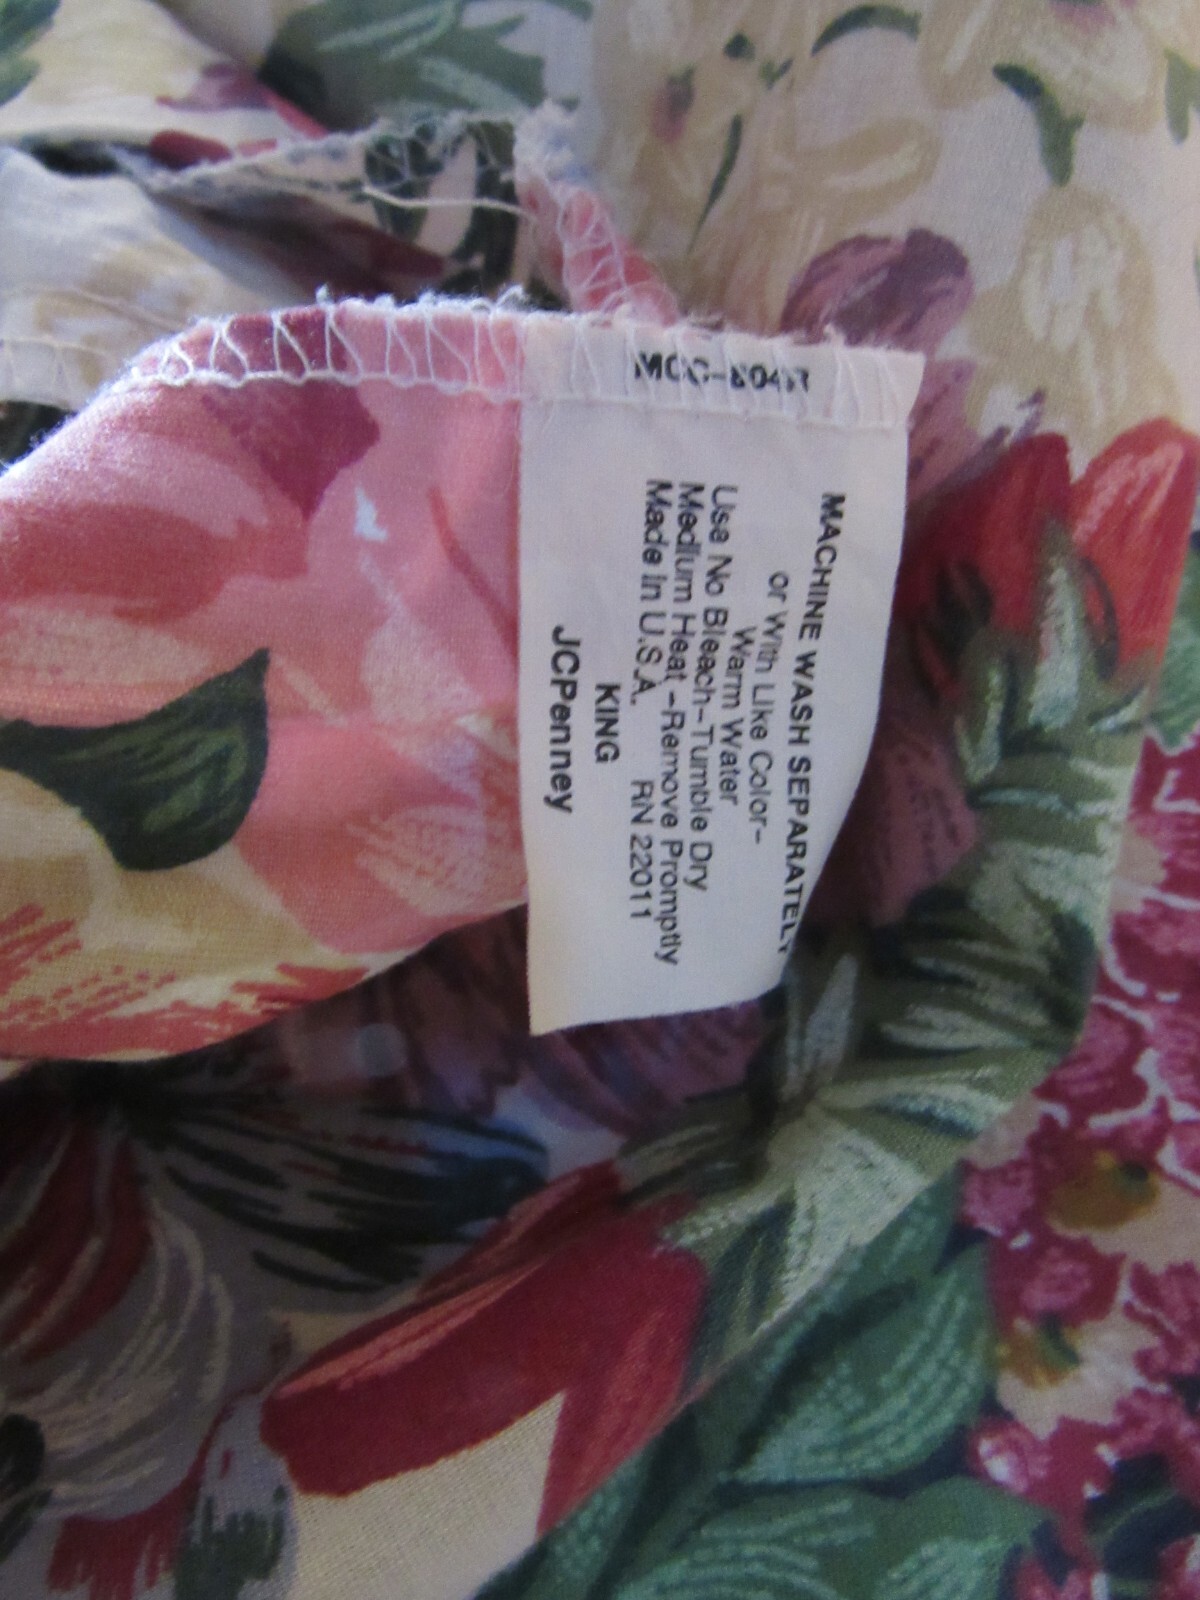 MACHINE WASH SEPARATELY
or With Like Color-
Warm Water
Use No Bleach-Tumble Dry
Medium Heat-Remove Promptly
Made in U.S.A. RN 22011
KING
JCPenney